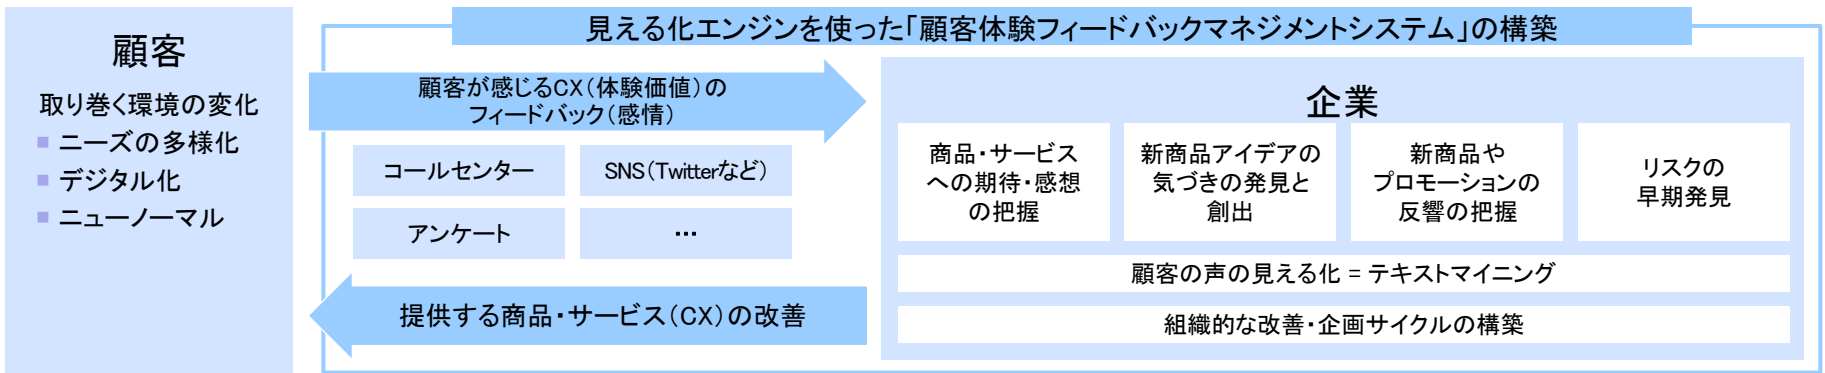 見える化エンジンを使った「顧客体験フィードバックマネジメントシステム」の構築
顧客
取り巻く環境の変化
ニーズの多様化
デジタル化
ニューノーマル
顧客が感じるCX（体験価値）の
フィードバック（感情）
コールセンター
SNS（Twitterなど）
アンケート
…
提供する商品・サービス（CX）の改善
企業
商品・サービス
への期待・感想
の把握
新商品アイデアの
気づきの発見と
創出
新商品や
プロモーションの
反響の把握
リスクの
早期発見
顧客の声の見える化 = テキストマイニング
組織的な改善・企画サイクルの構築